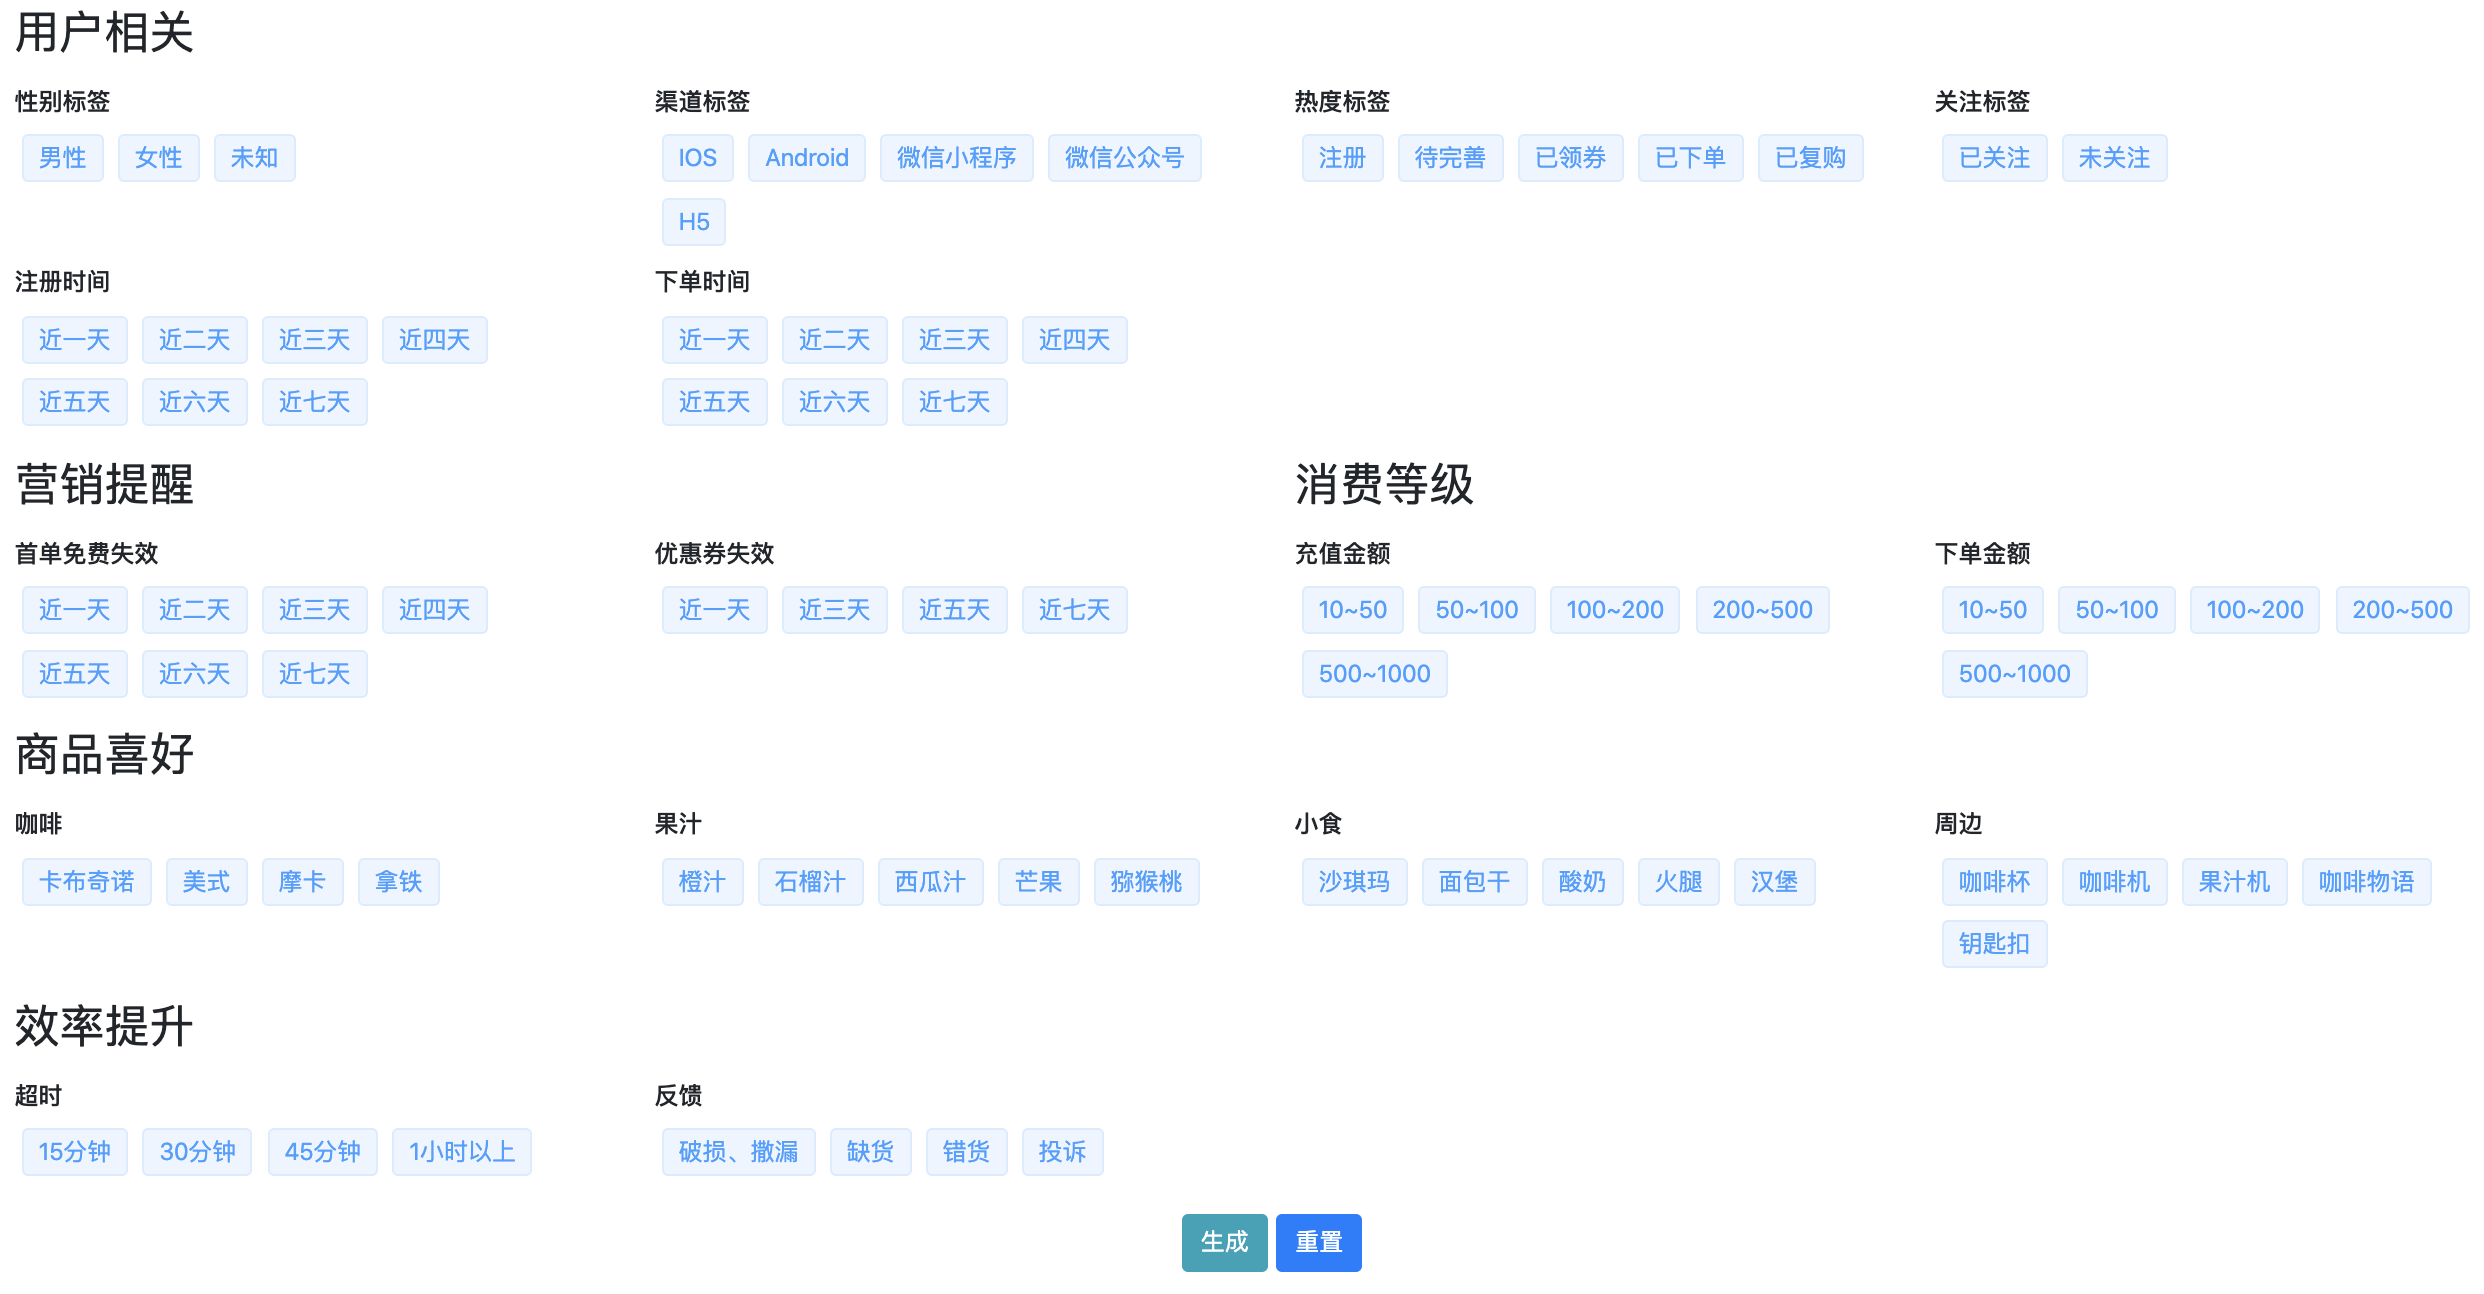 用户相关
性别标签
男性 女性 未知
渠道标签
IOS Android 微信小程序 微信公众号
H5
热度标签
注册 待完善 已领券 已下单 已复购
关注标签
已关注 未关注
注册时间
近一天 近二天 近三天 近四天
近五天 近六天 近七天
下单时间
近一天 近二天 近三天 近四天
近五天 近六天 近七天
营销提醒
首单免费失效
近一天 近二天 近三天 近四天
近五天 近六天 近七天
优惠券失效
近一天 近三天 近五天 近七天
消费等级
充值金额
10~50 50~100 100~200 200~500
500~1000
下单金额
10~50 50~100 100~200 200~500
500~1000
商品喜好
咖啡
卡布奇诺 美式 摩卡 拿铁
果汁
橙汁 石榴汁 西瓜汁 芒果 猕猴桃
小食
沙琪玛 面包干 酸奶 火腿 汉堡
周边
咖啡杯 咖啡机 果汁机 咖啡物语
钥匙扣
效率提升
超时
15分钟 30分钟 45分钟 1小时以上
反馈
破损、撒漏 缺货 错货 投诉
生成 重置